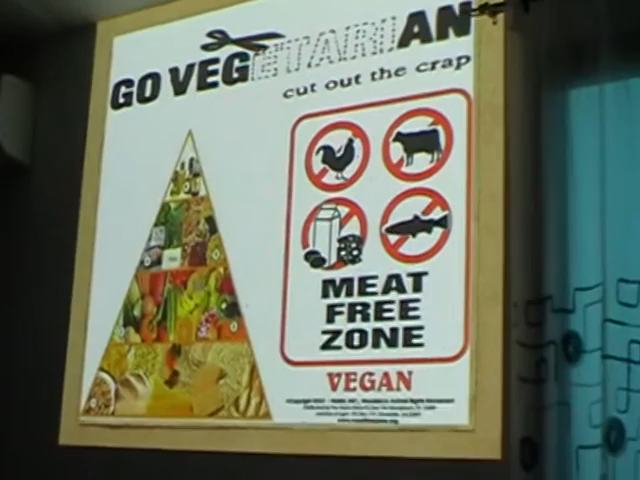 GO VEGETARIAN
cut out the crap
MEAT
FREE
ZONE
VEGAN